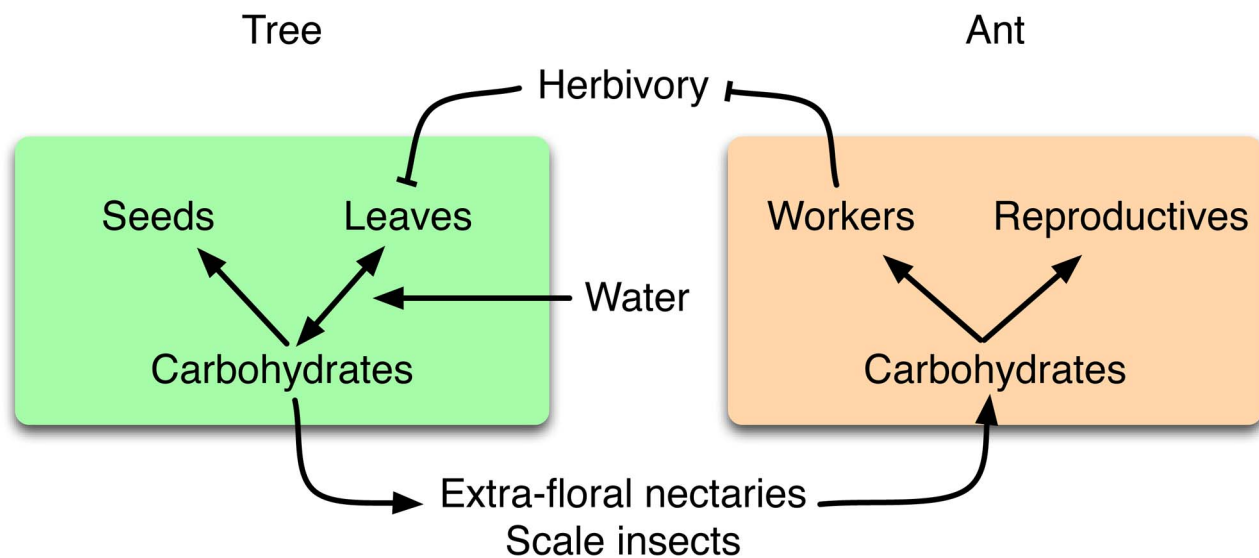 Tree
Ant
Herbivory
Seeds
Leaves
Workers
Reproductives
Water
Carbohydrates
Carbohydrates
Extra-floral nectaries
Scale insects